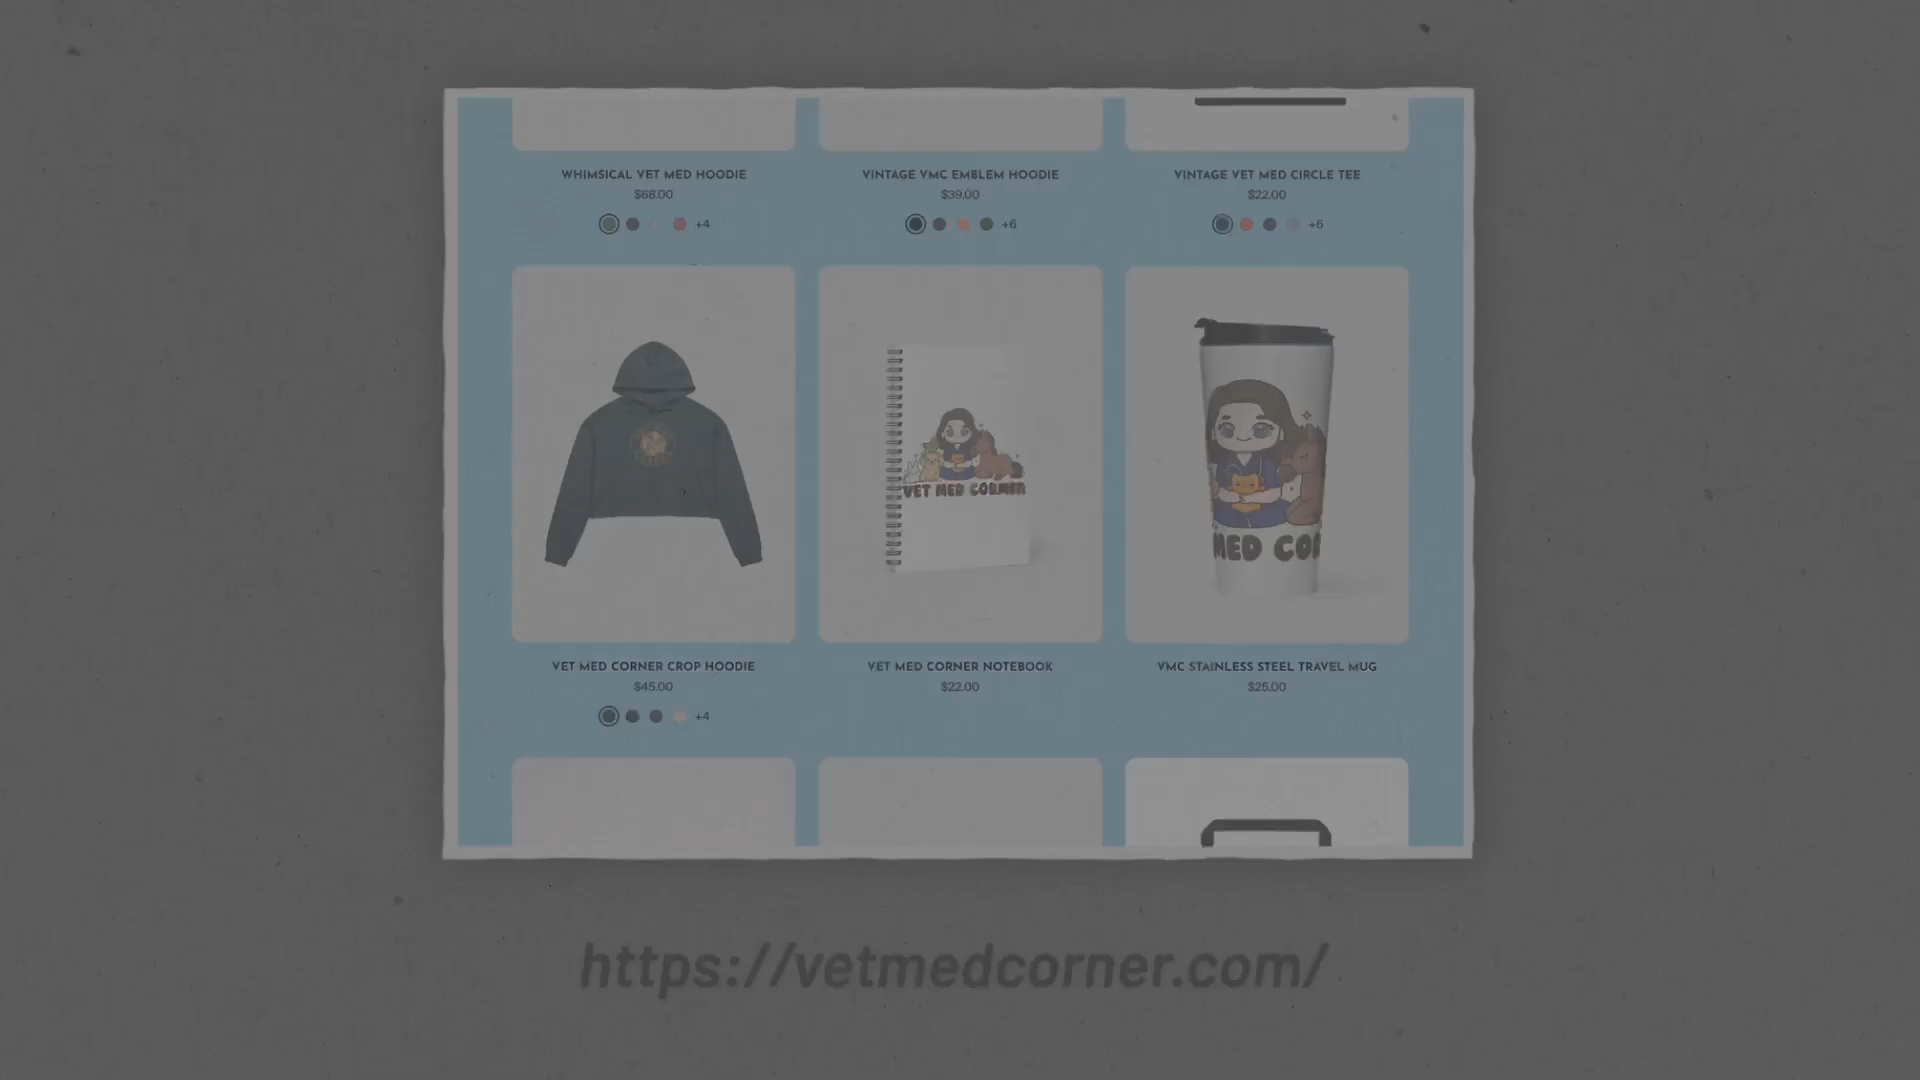 WHIMSICAL VET MED HOODIE
$68.00
+4
VINTAGE VMC EMBLEM HOODIE
$39.00
+6
VINTAGE VET MED CIRCLE TEE
$22.00
+6
VET MED CORNER
MED COR
VET MED CORNER CROP HOODIE
$45.00
+4
VET MED CORNER NOTEBOOK
$22.00
VMC STAINLESS STEEL TRAVEL MUG
$25.00
https://vetmedcorner.com/